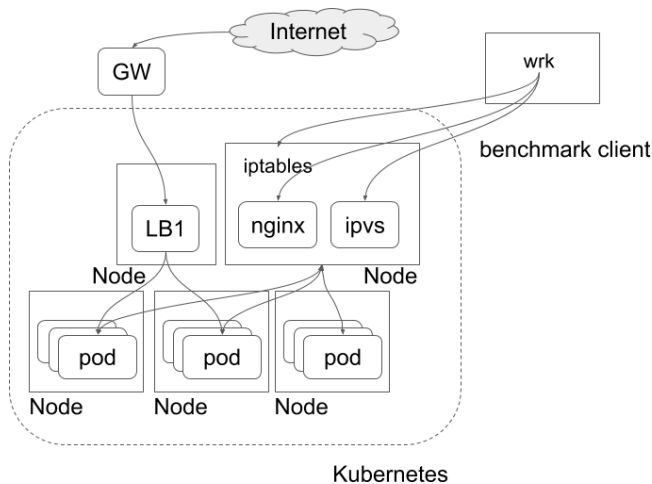 Internet
GW
wrk
benchmark client
iptables
LB1
nginx
ipvs
Node
Node
pod
pod
pod
Node
Node
Node
Kubernetes